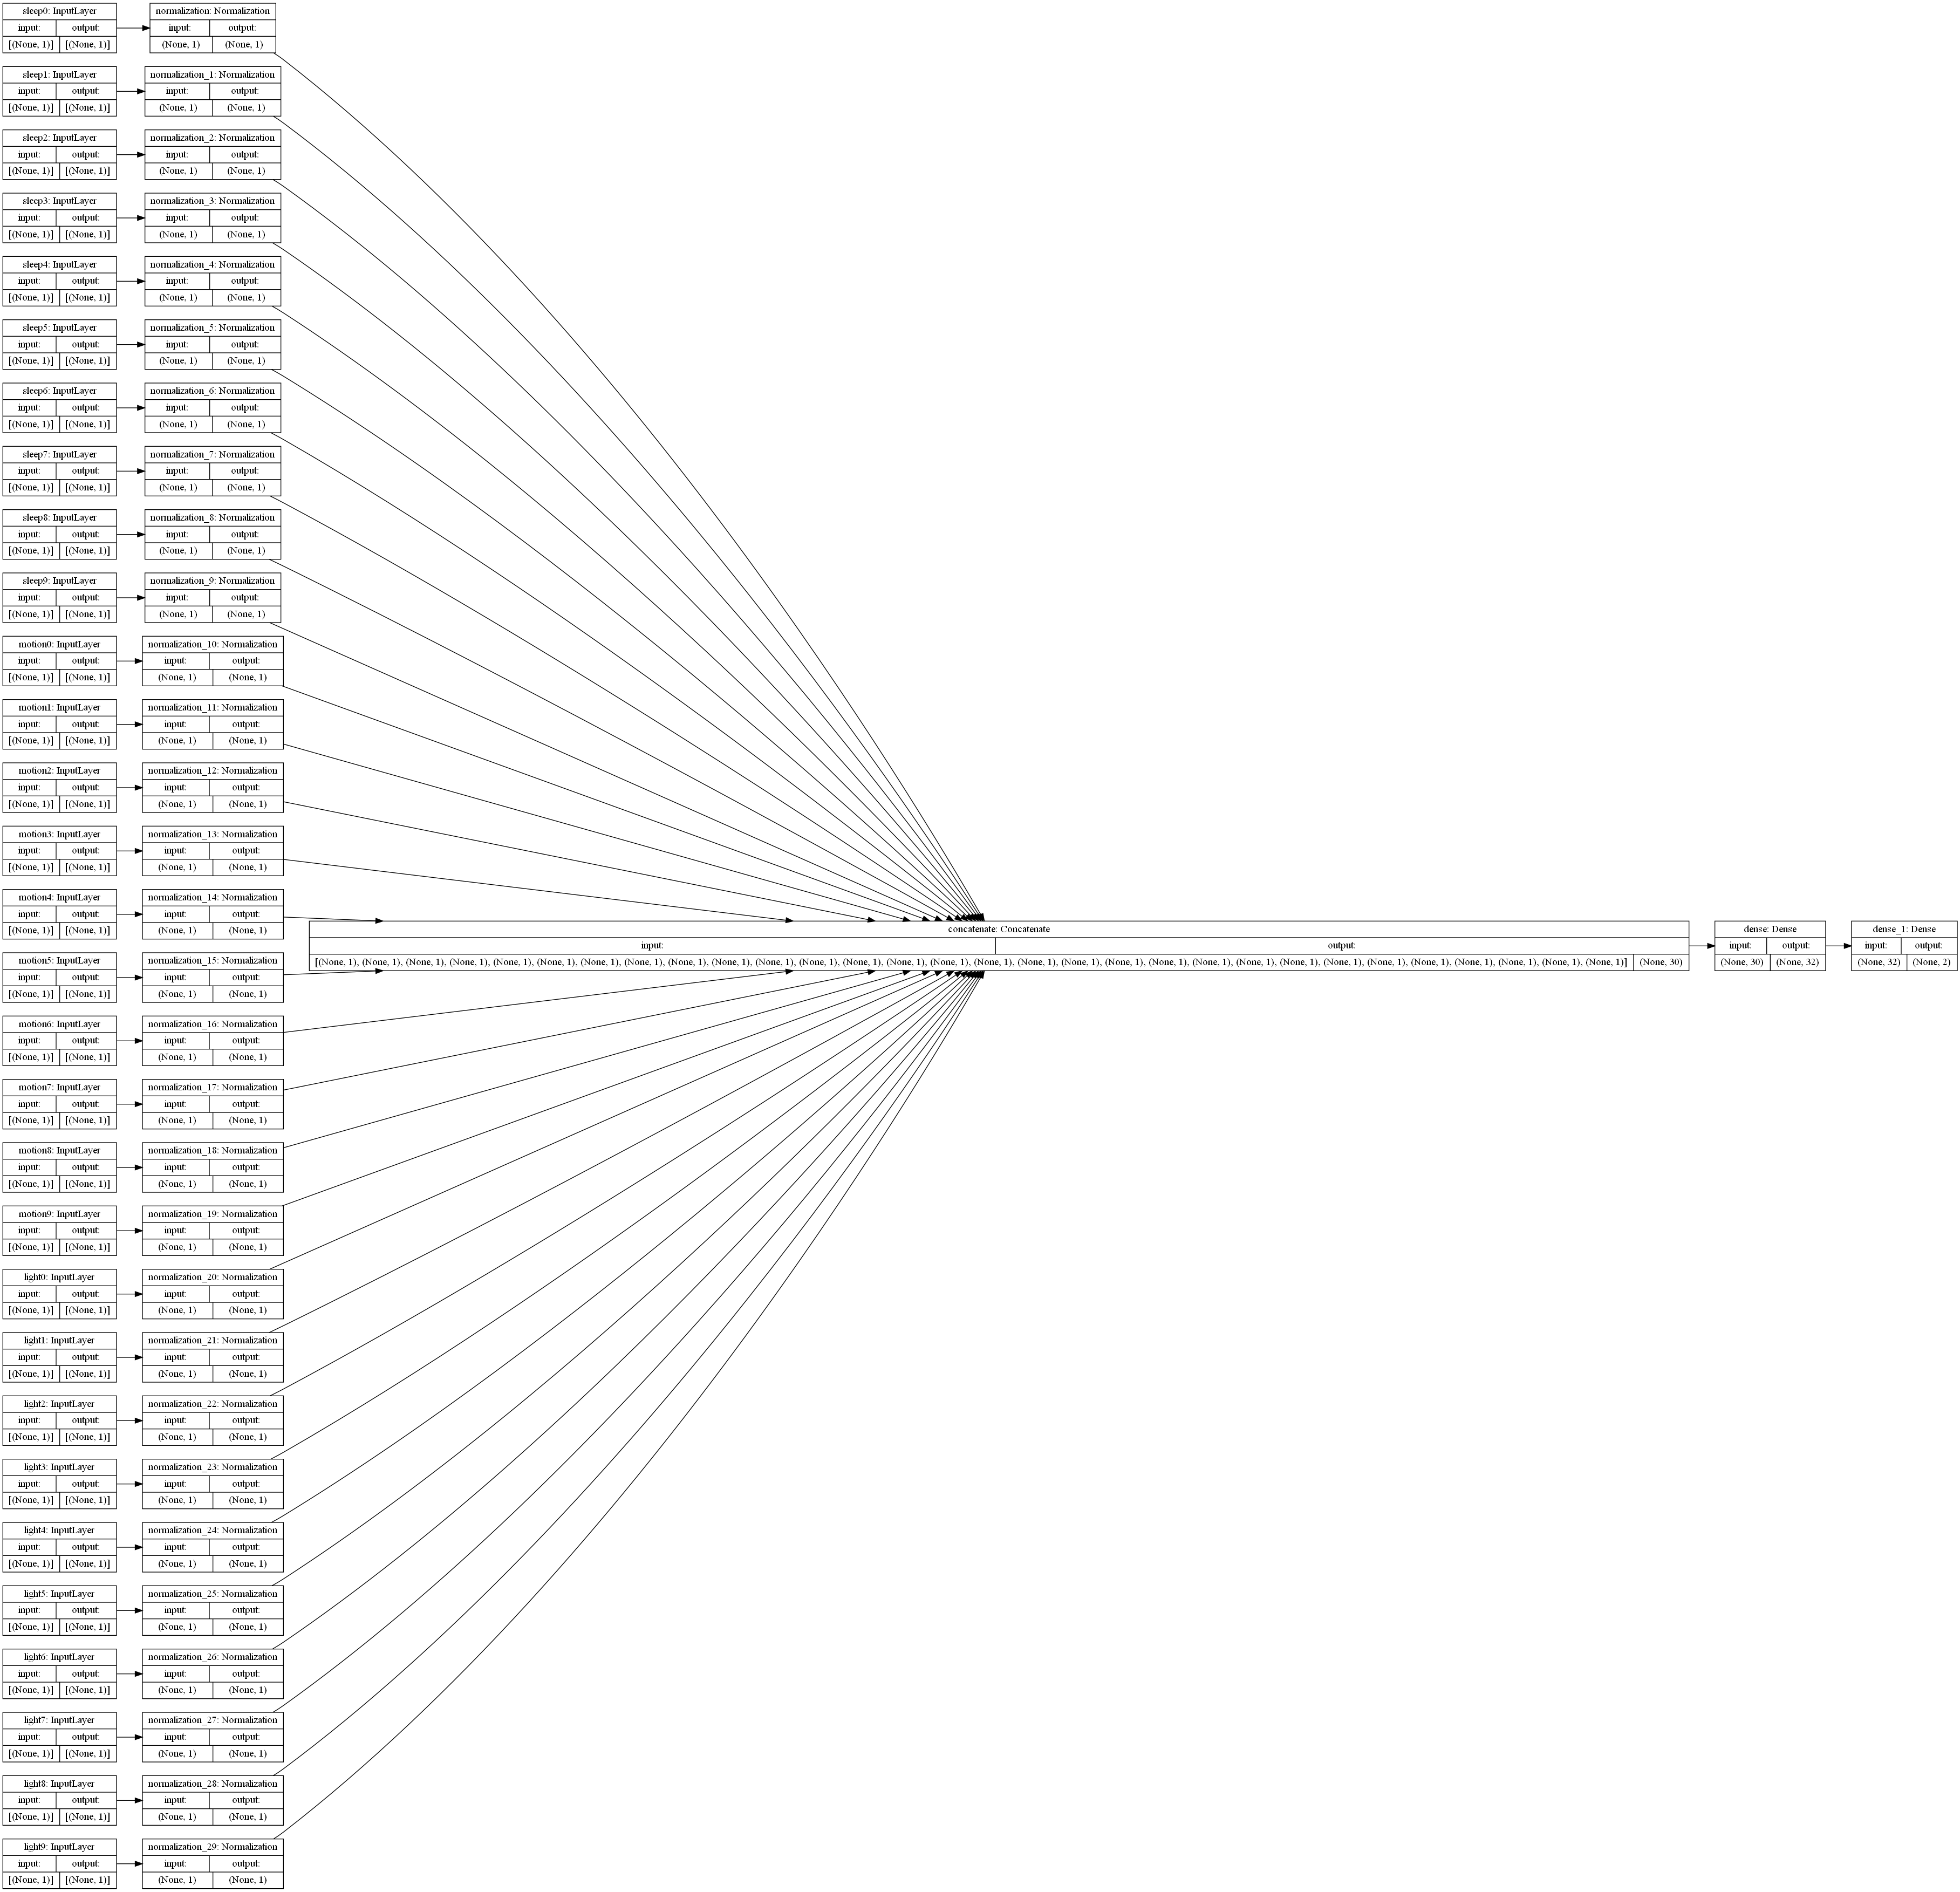 sleep0: InputLayer
input: output:
[(None, 1)] [(None, 1)]
normalization: Normalization
input: output:
(None, 1) (None, 1)
sleep1: InputLayer
input: output:
[(None, 1)] [(None, 1)]
normalization_1: Normalization
input: output:
(None, 1) (None, 1)
sleep2: InputLayer
input: output:
[(None, 1)] [(None, 1)]
normalization_2: Normalization
input: output:
(None, 1) (None, 1)
sleep3: InputLayer
input: output:
[(None, 1)] [(None, 1)]
normalization_3: Normalization
input: output:
(None, 1) (None, 1)
sleep4: InputLayer
input: output:
[(None, 1)] [(None, 1)]
normalization_4: Normalization
input: output:
(None, 1) (None, 1)
sleep5: InputLayer
input: output:
[(None, 1)] [(None, 1)]
normalization_5: Normalization
input: output:
(None, 1) (None, 1)
sleep6: InputLayer
input: output:
[(None, 1)] [(None, 1)]
normalization_6: Normalization
input: output:
(None, 1) (None, 1)
sleep7: InputLayer
input: output:
[(None, 1)] [(None, 1)]
normalization_7: Normalization
input: output:
(None, 1) (None, 1)
sleep8: InputLayer
input: output:
[(None, 1)] [(None, 1)]
normalization_8: Normalization
input: output:
(None, 1) (None, 1)
sleep9: InputLayer
input: output:
[(None, 1)] [(None, 1)]
normalization_9: Normalization
input: output:
(None, 1) (None, 1)
motion0: InputLayer
input: output:
[(None, 1)] [(None, 1)]
normalization_10: Normalization
input: output:
(None, 1) (None, 1)
motion1: InputLayer
input: output:
[(None, 1)] [(None, 1)]
normalization_11: Normalization
input: output:
(None, 1) (None, 1)
motion2: InputLayer
input: output:
[(None, 1)] [(None, 1)]
normalization_12: Normalization
input: output:
(None, 1) (None, 1)
motion3: InputLayer
input: output:
[(None, 1)] [(None, 1)]
normalization_13: Normalization
input: output:
(None, 1) (None, 1)
motion4: InputLayer
input: output:
[(None, 1)] [(None, 1)]
normalization_14: Normalization
input: output:
(None, 1) (None, 1)
motion5: InputLayer
input: output:
[(None, 1)] [(None, 1)]
normalization_15: Normalization
input: output:
(None, 1) (None, 1)
motion6: InputLayer
input: output:
[(None, 1)] [(None, 1)]
normalization_16: Normalization
input: output:
(None, 1) (None, 1)
motion7: InputLayer
input: output:
[(None, 1)] [(None, 1)]
normalization_17: Normalization
input: output:
(None, 1) (None, 1)
motion8: InputLayer
input: output:
[(None, 1)] [(None, 1)]
normalization_18: Normalization
input: output:
(None, 1) (None, 1)
motion9: InputLayer
input: output:
[(None, 1)] [(None, 1)]
normalization_19: Normalization
input: output:
(None, 1) (None, 1)
light0: InputLayer
input: output:
[(None, 1)] [(None, 1)]
normalization_20: Normalization
input: output:
(None, 1) (None, 1)
light1: InputLayer
input: output:
[(None, 1)] [(None, 1)]
normalization_21: Normalization
input: output:
(None, 1) (None, 1)
light2: InputLayer
input: output:
[(None, 1)] [(None, 1)]
normalization_22: Normalization
input: output:
(None, 1) (None, 1)
light3: InputLayer
input: output:
[(None, 1)] [(None, 1)]
normalization_23: Normalization
input: output:
(None, 1) (None, 1)
light4: InputLayer
input: output:
[(None, 1)] [(None, 1)]
normalization_24: Normalization
input: output:
(None, 1) (None, 1)
light5: InputLayer
input: output:
[(None, 1)] [(None, 1)]
normalization_25: Normalization
input: output:
(None, 1) (None, 1)
light6: InputLayer
input: output:
[(None, 1)] [(None, 1)]
normalization_26: Normalization
input: output:
(None, 1) (None, 1)
light7: InputLayer
input: output:
[(None, 1)] [(None, 1)]
normalization_27: Normalization
input: output:
(None, 1) (None, 1)
light8: InputLayer
input: output:
[(None, 1)] [(None, 1)]
normalization_28: Normalization
input: output:
(None, 1) (None, 1)
light9: InputLayer
input: output:
[(None, 1)] [(None, 1)]
normalization_29: Normalization
input: output:
(None, 1) (None, 1)
concatenate: Concatenate
input: output:
[(None, 1), (None, 1), (None, 1), (None, 1), (None, 1), (None, 1), (None, 1), (None, 1), (None, 1), (None, 1), (None, 1), (None, 1), (None, 1), (None, 1), (None, 1), (None, 1), (None, 1), (None, 1), (None, 1), (None, 1), (None, 1), (None, 1), (None, 1), (None, 1), (None, 1), (None, 1), (None, 1), (None, 1), (None, 1), (None, 1)] (None, 30)
dense: Dense
input: output:
(None, 30) (None, 32)
dense_1: Dense
input: output:
(None, 32) (None, 2)